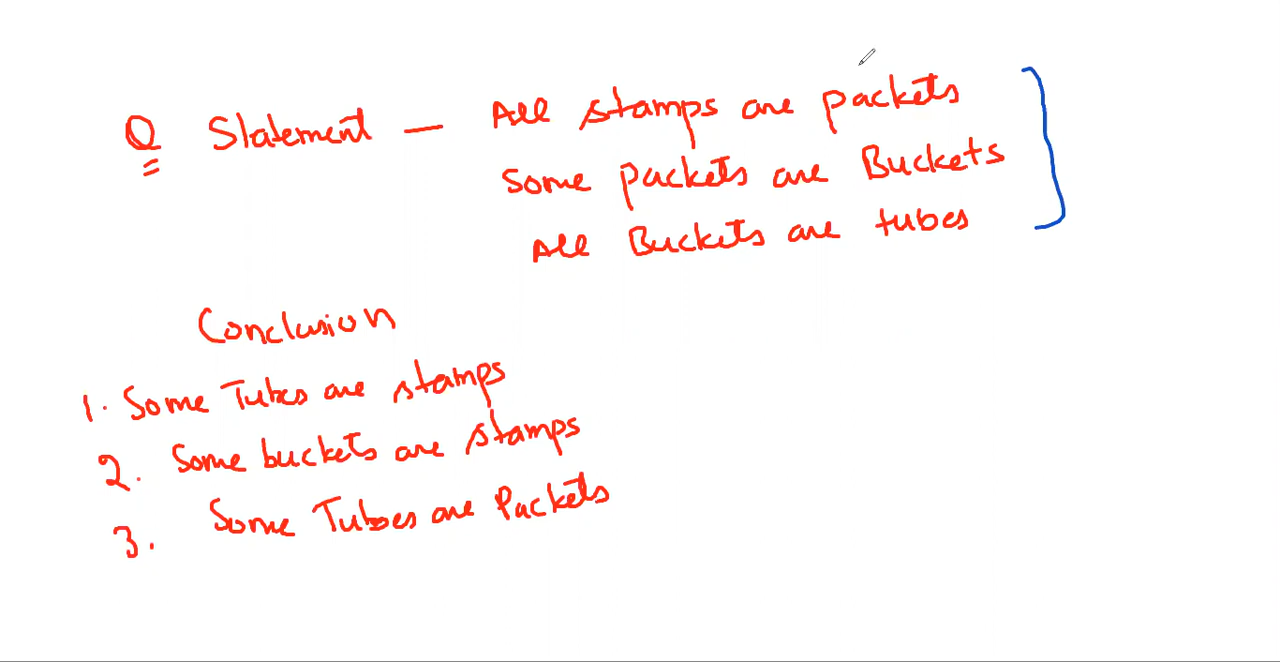 Q Statement — All stamps are packets
Some packets are Buckets
All Buckets are tubes
Conclusion
1. Some Tubes are stamps
2. Some buckets are stamps
3. Some Tubes are Packets